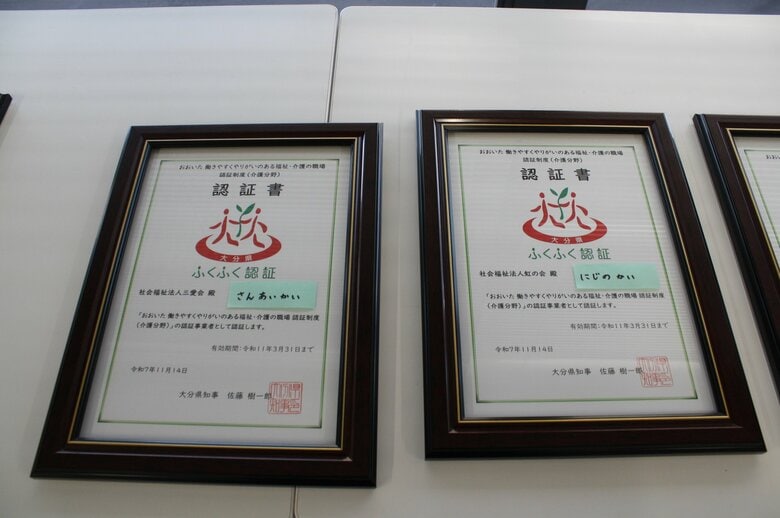 おおいた 働きやすくやりがいのある福祉・介護の職場
認証制度(介護分野)
認証書
大分県
ふくふく認証
社会福祉法人三愛会 殿
さんあいかい
「おおいた 働きやすくやりがいのある福祉・介護の職場 認証制度
(介護分野)」の認証事業者として認証します。
有効期間:令和11年3月31日まで
令和7年11月14日
大分県知事 佐藤 樹一郎
おおいた 働きやすくやりがいのある福祉・介護の職場
認証制度(介護分野)
認証書
大分県
ふくふく認証
社会福祉法人虹の会 殿
にじの かい
「おおいた 働きやすくやりがいのある福祉・介護の職場 認証制度
(介護分野)」の認証事業者として認証します。
有効期間:令和11年3月31日まで
令和7年11月14日
大分県知事 佐藤 樹一郎